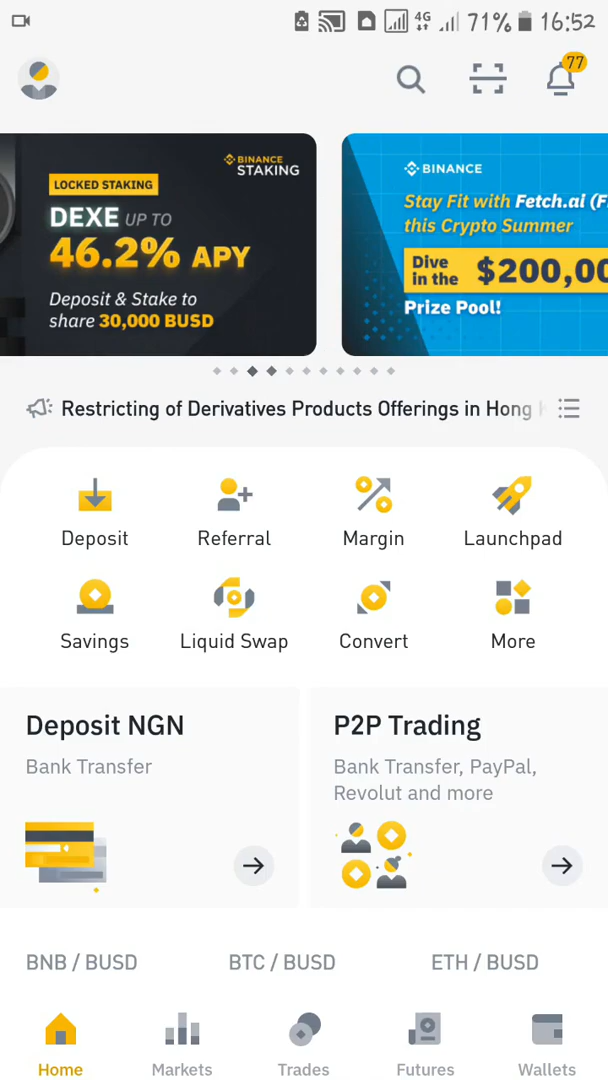 4G 71% 16:52
77
BINANCE
STAKING
LOCKED STAKING
DEXE UP TO
46.2% APY
Deposit & Stake to
share 30,000 BUSD
BINANCE
Stay Fit with Fetch.ai (F
this Crypto Summer
Dive
in the
$200,00
Prize Pool!
Restricting of Derivatives Products Offerings in Hong
Deposit Referral Margin Launchpad
Savings Liquid Swap Convert More
Deposit NGN
Bank Transfer
P2P Trading
Bank Transfer, PayPal,
Revolut and more
BNB / BUSD BTC / BUSD ETH / BUSD
Home Markets Trades Futures Wallets